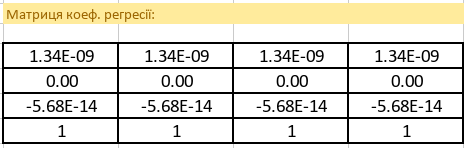 Матриця коеф. регресії:
1.34E-09 1.34E-09 1.34E-09 1.34E-09
0.00 0.00 0.00 0.00
-5.68E-14 -5.68E-14 -5.68E-14 -5.68E-14
1 1 1 1